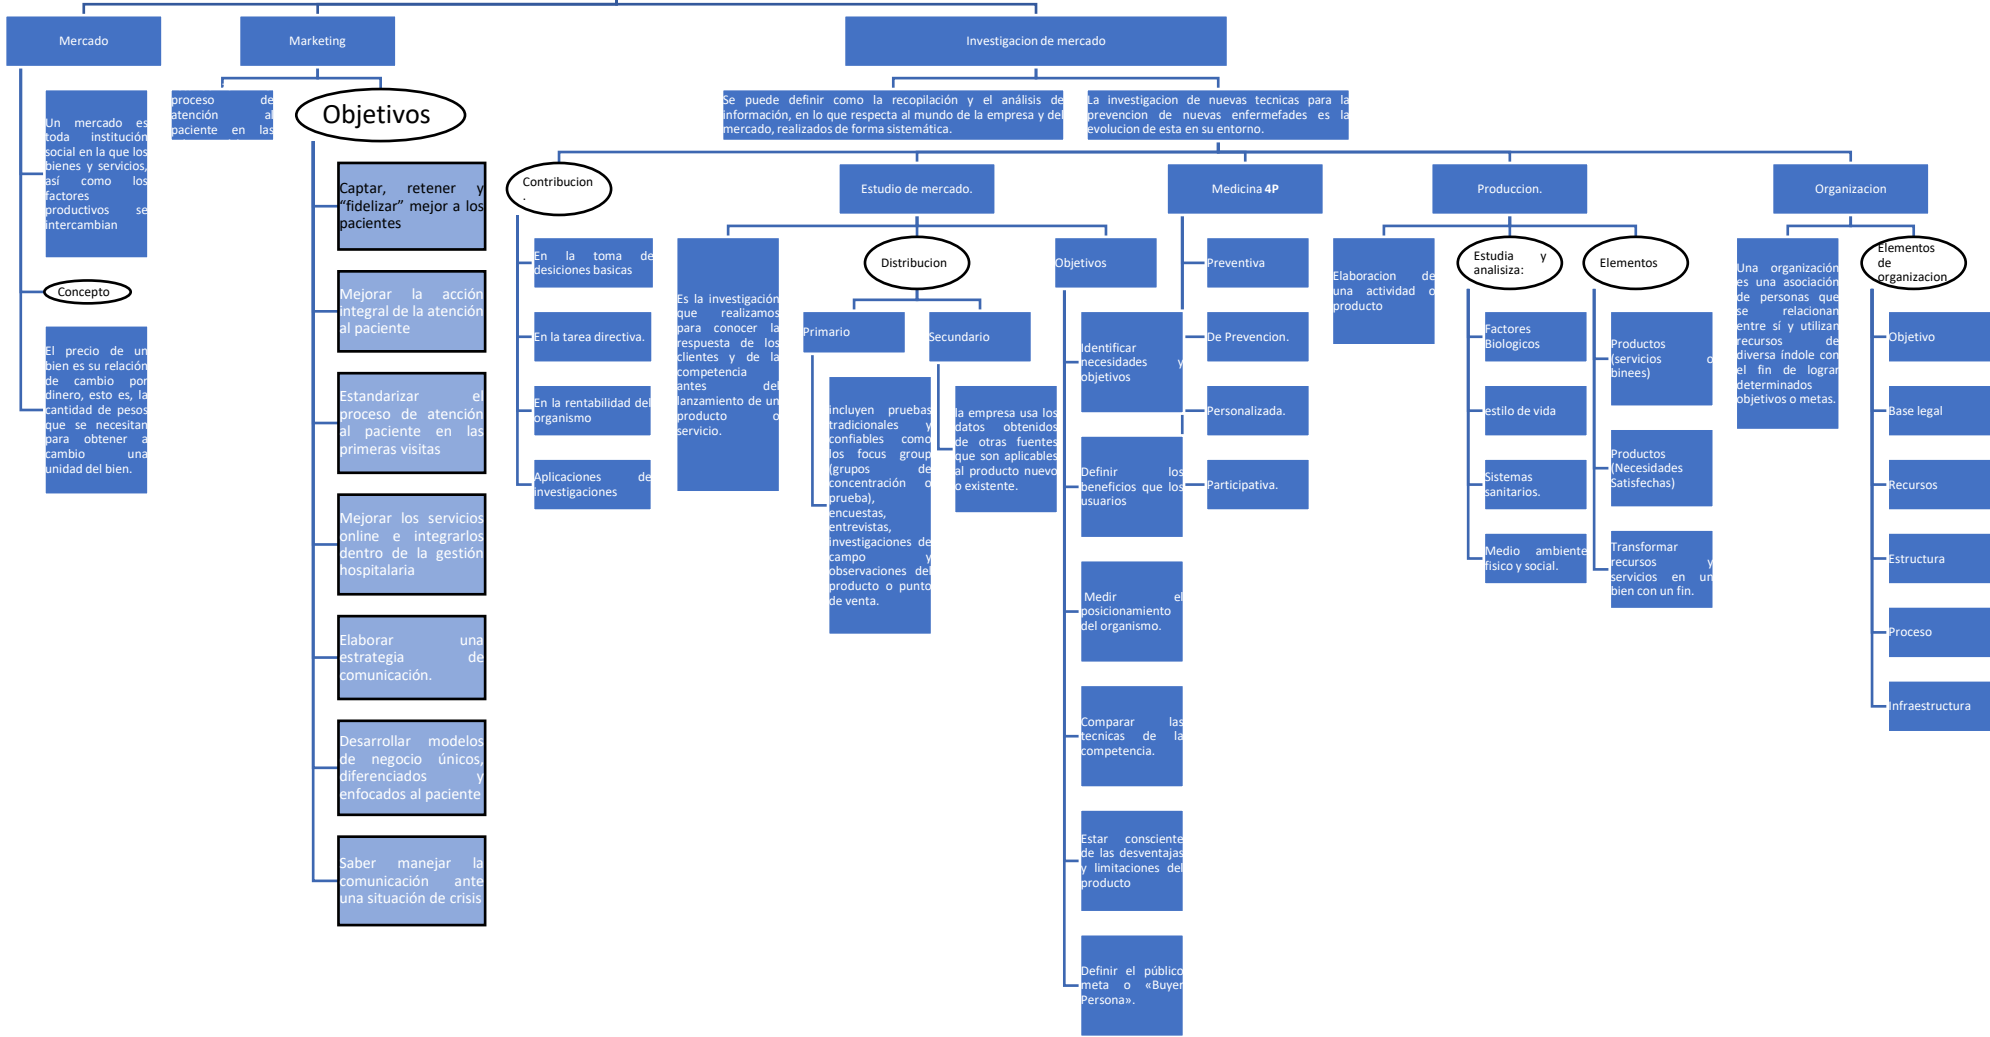 Mercado
Marketing
Investigacion de mercado
Un mercado es
toda institución
social en la que los
bienes y servicios,
así como los
factores
productivos se
intercambian
Concepto
El precio de un
bien es su relación
de cambio por
dinero, esto es, la
cantidad de pesos
que se necesitan
para obtener a
cambio una
unidad del bien.
proceso de
atención al
paciente en las
Objetivos
Captar, retener y
“fidelizar” mejor a los
pacientes
Mejorar la acción
integral de la atención
al paciente
Estandarizar el
proceso de atención
al paciente en las
primeras visitas
Mejorar los servicios
online e integrarlos
dentro de la gestión
hospitalaria
Elaborar una
estrategia de
comunicación.
Desarrollar modelos
de negocio únicos,
diferenciados y
enfocados al paciente
Saber manejar la
comunicación ante
una situación de crisis
Se puede definir como la recopilación y el análisis de
información, en lo que respecta al mundo de la empresa y del
mercado, realizados de forma sistemática.
La investigacion de nuevas tecnicas para la
prevencion de nuevas enfermefades es la
evolucion de esta en su entorno.
Contribucion
.
En la toma de
desiciones basicas
En la tarea directiva.
En la rentabilidad del
organismo
Aplicaciones de
investigaciones
Estudio de mercado.
Es la investigación
que realizamos
para conocer la
respuesta de los
clientes y de la
competencia
antes del
lanzamiento de un
producto o
servicio.
Distribucion
Primario
incluyen pruebas
tradicionales y
confiables como
los focus group
(grupos de
concentración o
prueba),
encuestas,
entrevistas,
investigaciones de
campo y
observaciones del
producto o punto
de venta.
Secundario
la empresa usa los
datos obtenidos
de otras fuentes
que son aplicables
al producto nuevo
o existente.
Objetivos
Identificar
necesidades y
objetivos
Definir los
beneficios que los
usuarios
Medir el
posicionamiento
del organismo.
Comparar las
tecnicas de la
competencia.
Estar consciente
de las desventajas
y limitaciones del
producto
Definir el público
meta o «Buyer
Persona».
Medicina 4P
Preventiva
De Prevencion.
Personalizada.
Participativa.
Produccion.
Elaboracion de
una actividad o
producto
Estudia y
analisiza:
Factores
Biologicos
estilo de vida
Sistemas
sanitarios.
Medio ambiente
fisico y social.
Elementos
Productos
(servicios o
binees)
Productos
(Necesidades
Satisfechas)
Transformar
recursos y
servicios en un
bien con un fin.
Organizacion
Una organización
es una asociación
de personas que
se relacionan
entre sí y utilizan
recursos de
diversa índole con
el fin de lograr
determinados
objetivos o metas.
Elementos
de
organizacion
Objetivo
Base legal
Recursos
Estructura
Proceso
Infraestructura